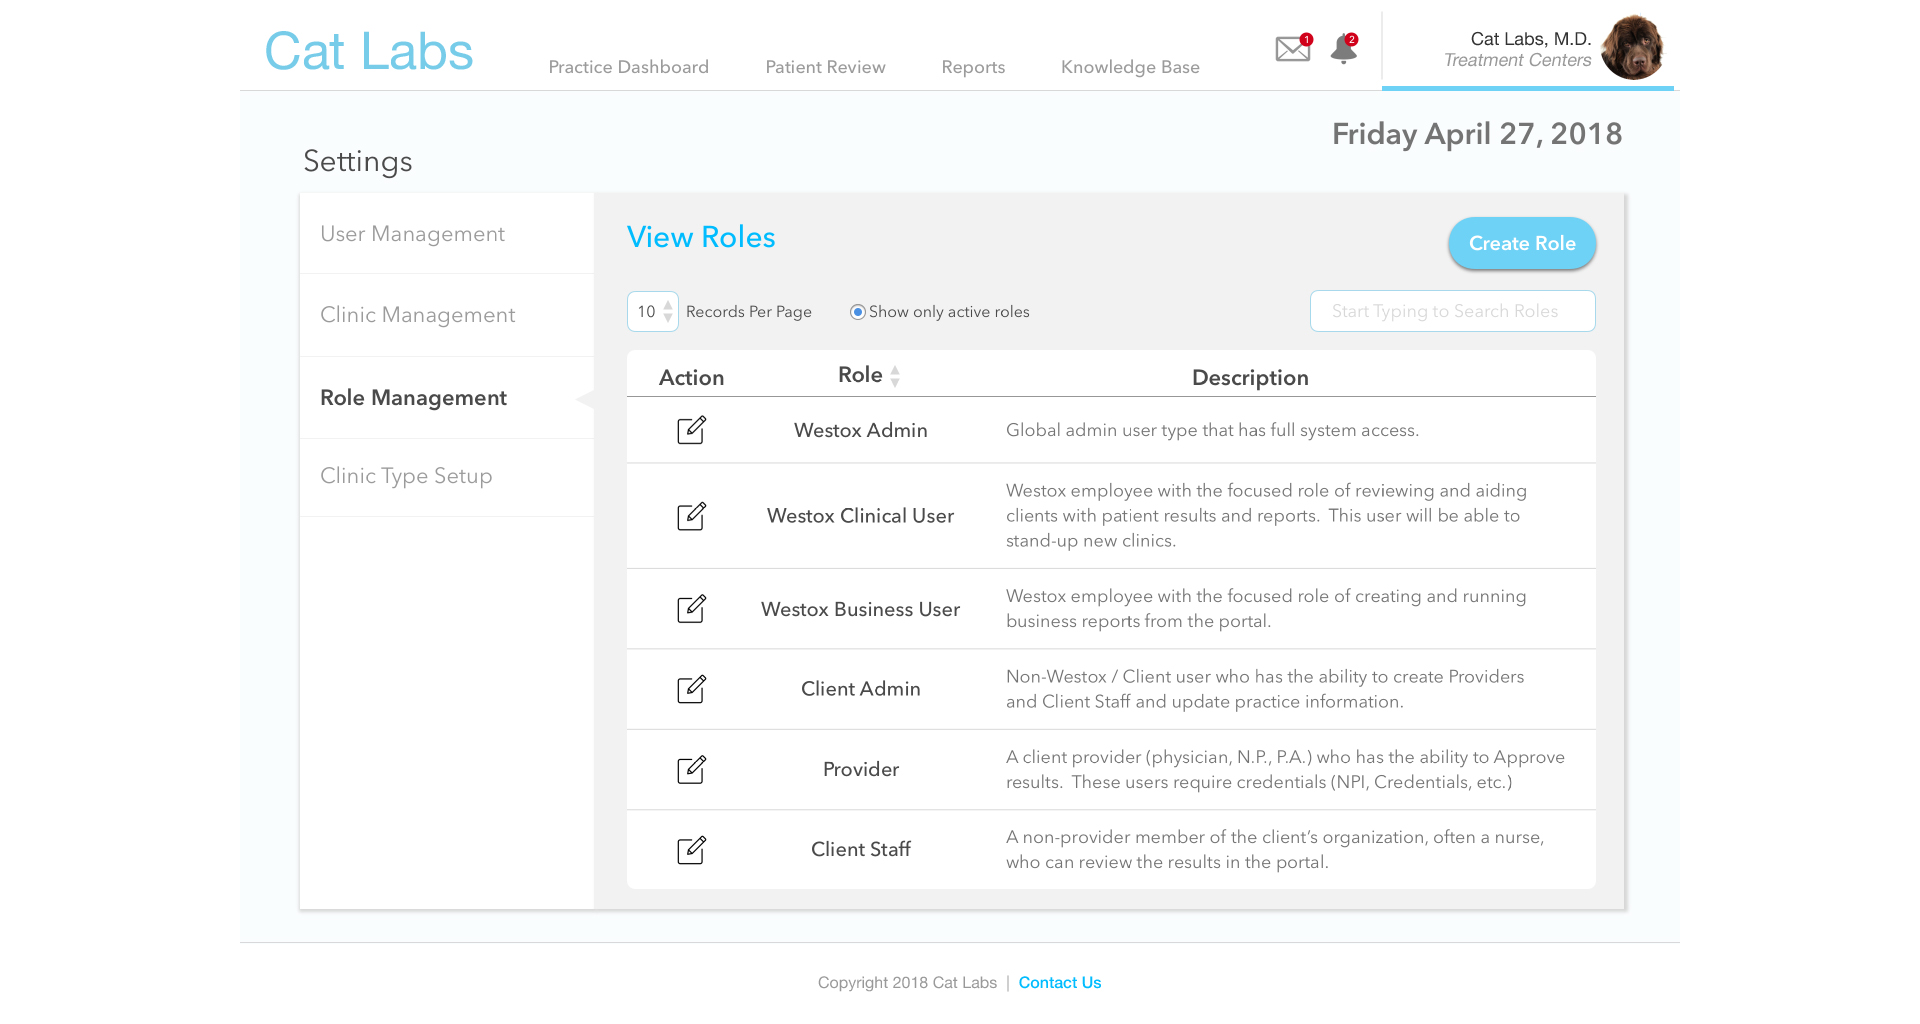 Cat Labs
Practice Dashboard
Patient Review
Reports
Knowledge Base
1
2
Cat Labs, M.D.
Treatment Centers
Friday April 27, 2018
Settings
User Management
Clinic Management
Role Management
Clinic Type Setup
View Roles
Create Role
10
Records Per Page
Show only active roles
Start Typing to Search Roles
Action
Role
Description
Westox Admin
Global admin user type that has full system access.
Westox Clinical User
Westox employee with the focused role of reviewing and aiding
clients with patient results and reports.  This user will be able to
stand-up new clinics.
Westox Business User
Westox employee with the focused role of creating and running
business reports from the portal.
Client Admin
Non-Westox / Client user who has the ability to create Providers
and Client Staff and update practice information.
Provider
A client provider (physician, N.P., P.A.) who has the ability to Approve
results.  These users require credentials (NPI, Credentials, etc.)
Client Staff
A non-provider member of the client’s organization, often a nurse,
who can review the results in the portal.
Copyright 2018 Cat Labs | Contact Us